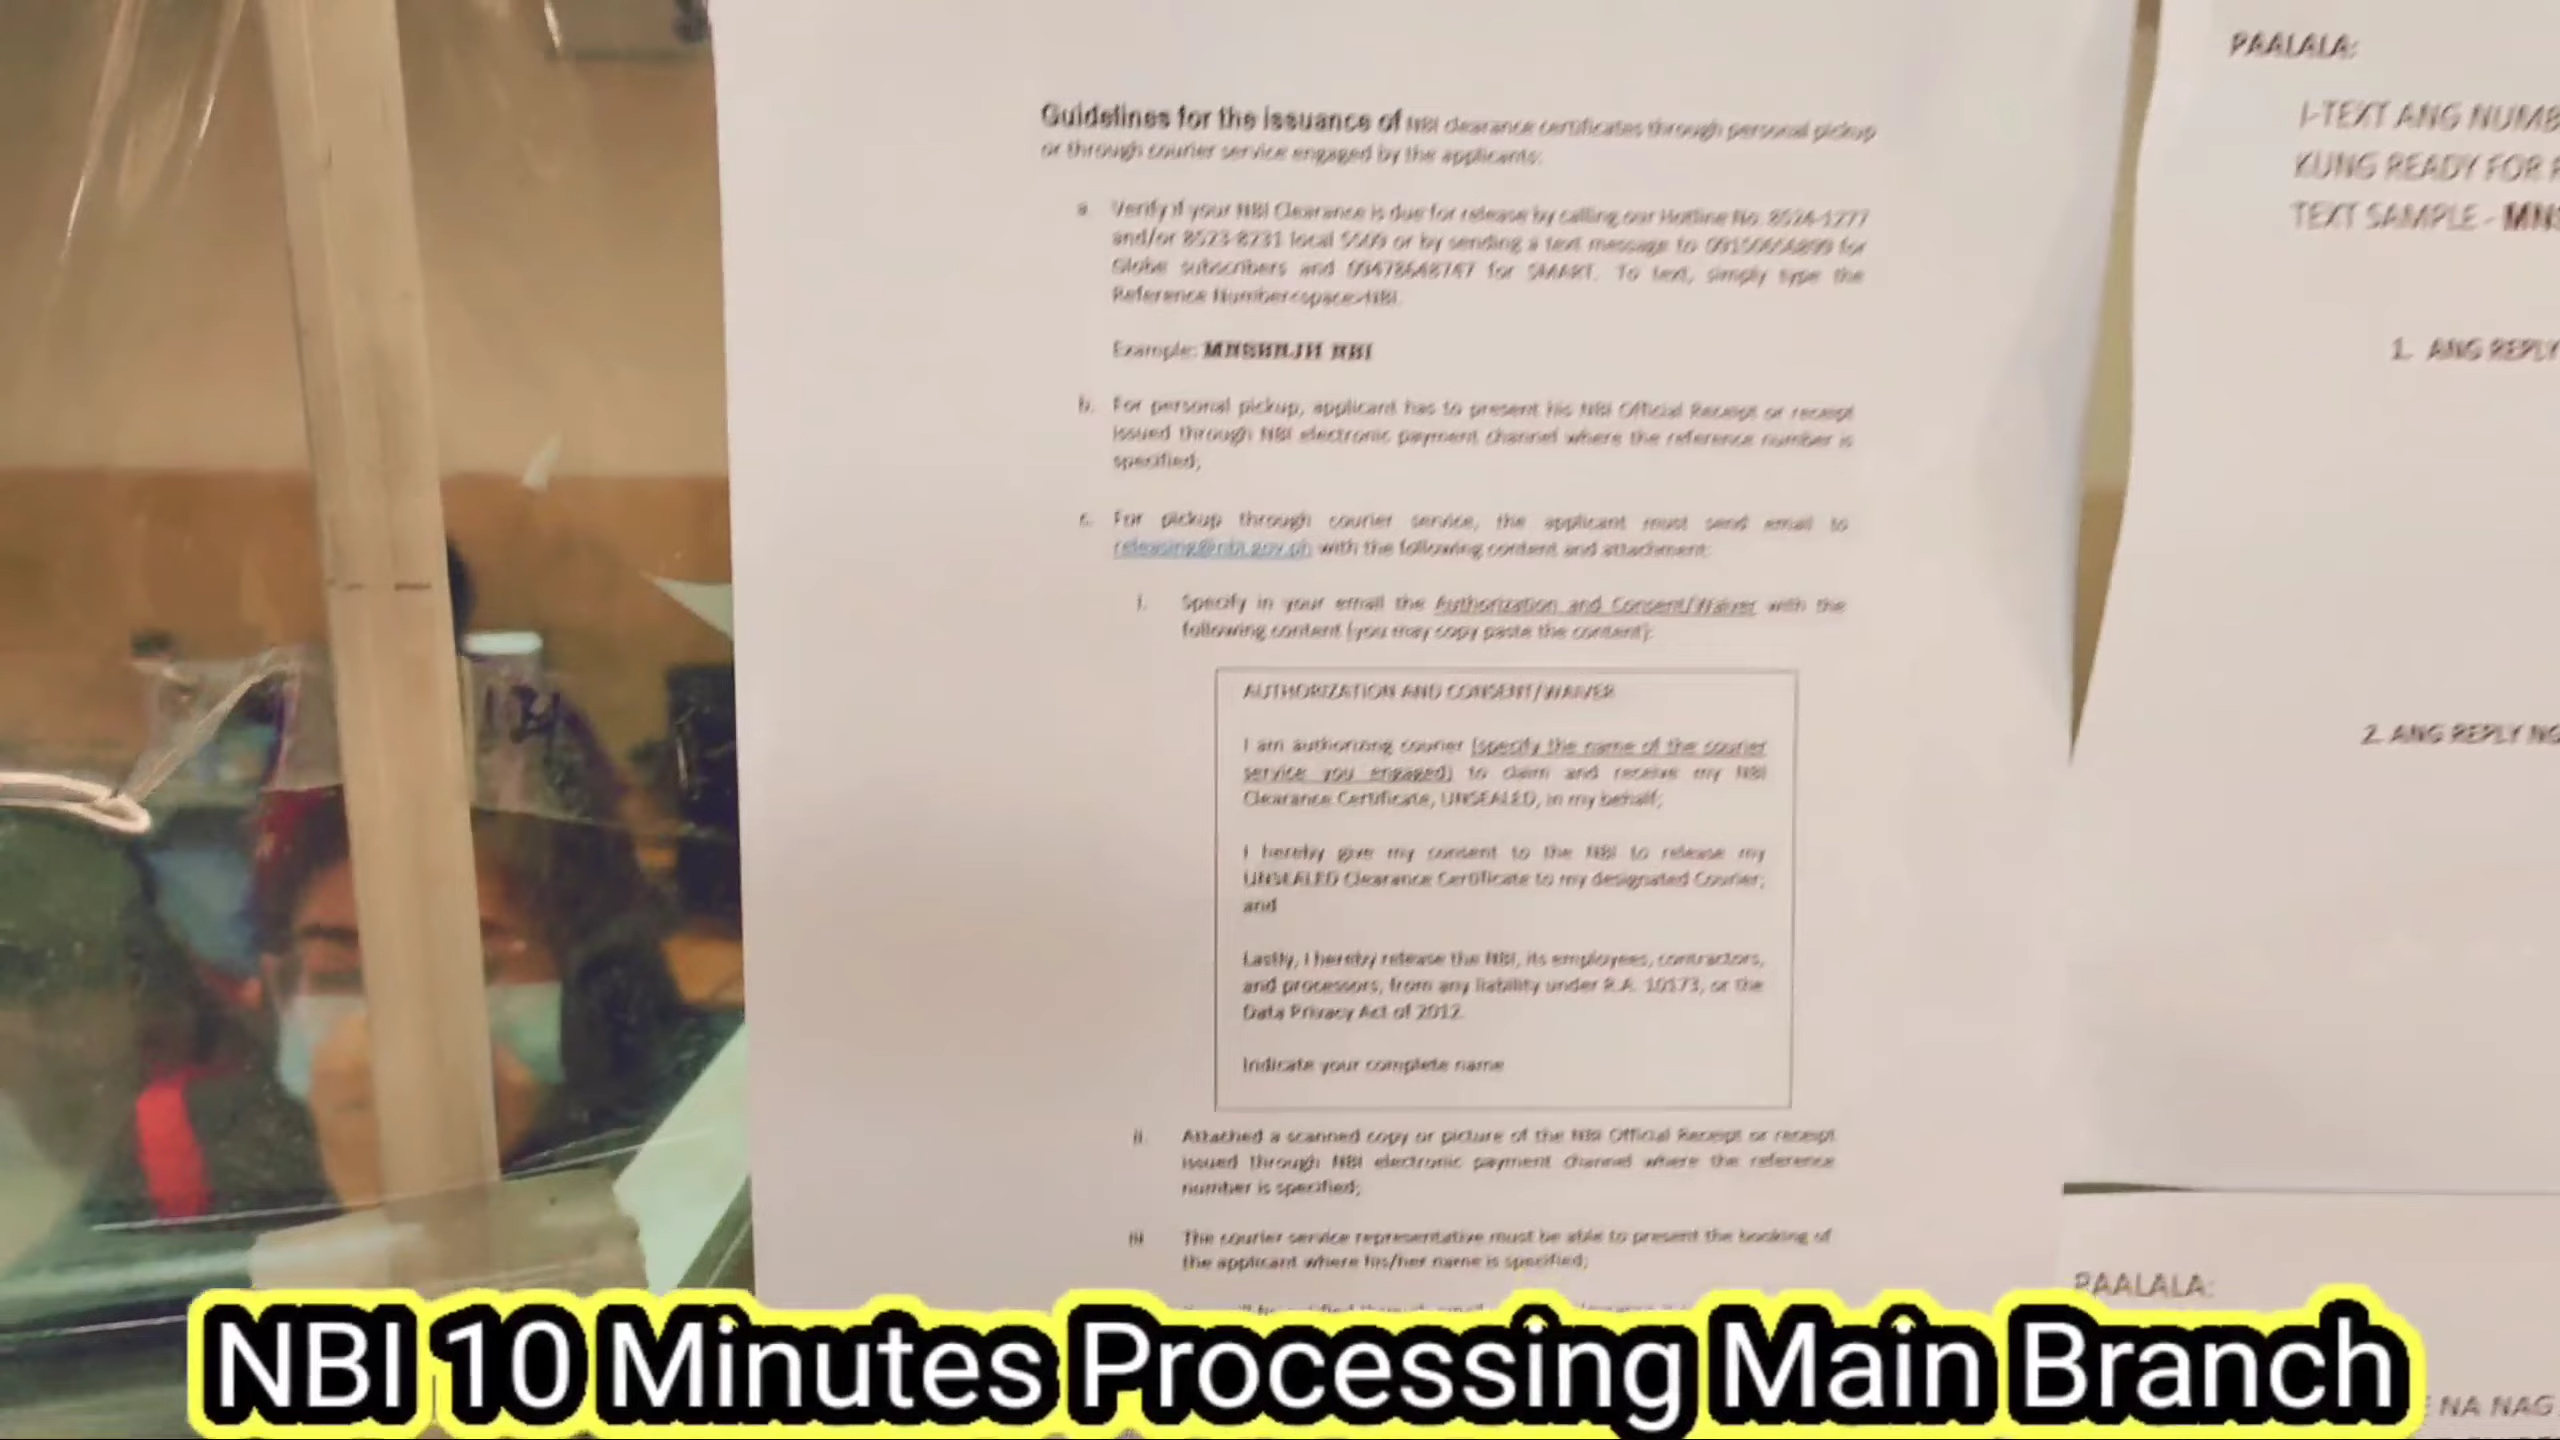 Guidelines for the issuance of NBI clearance certificates through personal pickup
or through courier service engaged by the applicants:
a. Verify if your NBI Clearance is due for release by calling our Hotline No. 8524-1277
and/or 8523-8231 local 5509 or by sending a text message to for
Globe subscribers and for SMART. To text, simply type the
Reference Number<space>NBI.
Example: NBI
b. For personal pickup, applicant has to present his NBI Official Receipt or receipt
issued through NBI electronic payment channel where the reference number is
specified;
c. For pickup through courier service, the applicant must send email to
releasing@nbi.gov.ph with the following content and attachment:
i. Specify in your email the Authorization and Consent/Waiver with the
following content (you may copy paste the content):
AUTHORIZATION AND CONSENT/WAIVER
I am authorizing courier (specify the name of the courier
service you engaged) to claim and receive my NBI
Clearance Certificate, UNSEALED, in my behalf;
I hereby give my consent to the NBI to release my
UNSEALED Clearance Certificate to my designated Courier;
and
Lastly, I hereby release the NBI, its employees, contractors,
and processors, from any liability under R.A. 10173, or the
Data Privacy Act of 2012.
Indicate your complete name
ii. Attached a scanned copy or picture of the NBI Official Receipt or receipt
issued through NBI electronic payment channel where the reference
number is specified;
iii. The courier service representative must be able to present the booking of
the applicant where his/her name is specified;
PAALALA:
I-TEXT ANG NUMB
KUNG READY FOR
TEXT SAMPLE - MNS
1. ANG REPLY
2. ANG REPLY NG
PAALALA:
NA NAG
NBI 10 Minutes Processing Main Branch